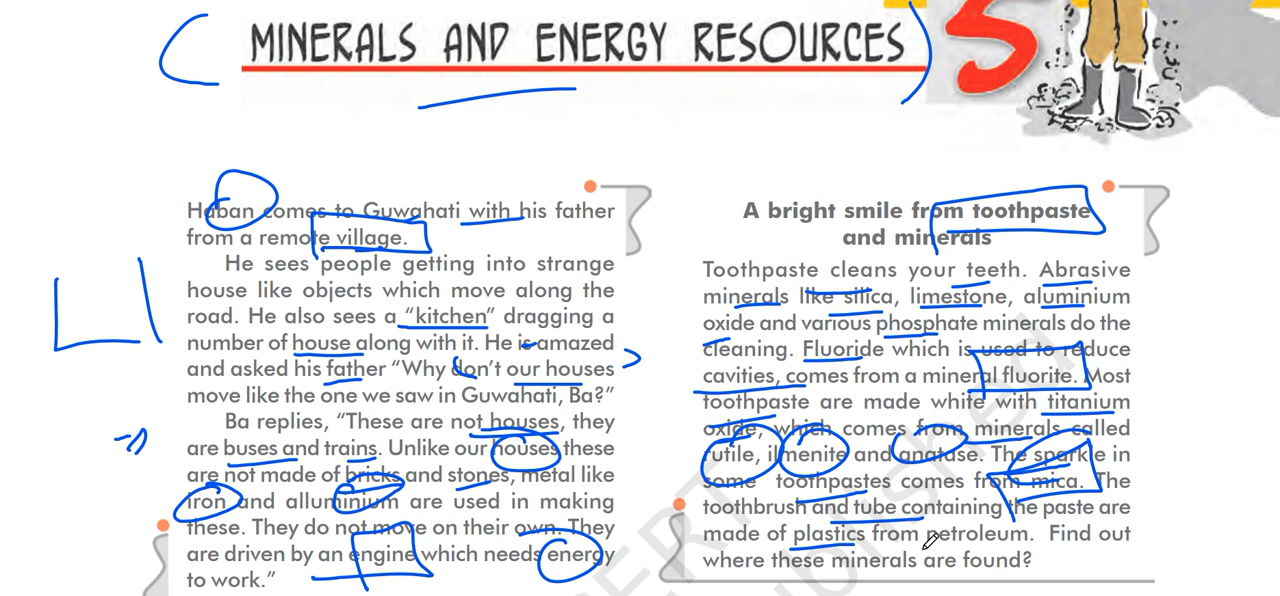 MINERALS AND ENERGY RESOURCES
5
Haban comes to Guwahati with his father
from a remote village.
He sees people getting into strange
house like objects which move along the
road. He also sees a “kitchen” dragging a
number of house along with it. He is amazed
and asked his father “Why don’t our houses
move like the one we saw in Guwahati, Ba?”
Ba replies, “These are not houses, they
are buses and trains. Unlike our houses these
are not made of bricks and stones, metal like
iron and alluminium are used in making
these. They do not move on their own. They
are driven by an engine which needs energy
to work.”
A bright smile from toothpaste
and minerals
Toothpaste cleans your teeth. Abrasive
minerals like silica, limestone, aluminium
oxide and various phosphate minerals do the
cleaning. Fluoride which is used to reduce
cavities, comes from a mineral fluorite. Most
toothpaste are made white with titanium
oxide, which comes from minerals called
rutile, ilmenite and anatase. The sparkle in
some toothpastes comes from mica. The
toothbrush and tube containing the paste are
made of plastics from petroleum. Find out
where these minerals are found?